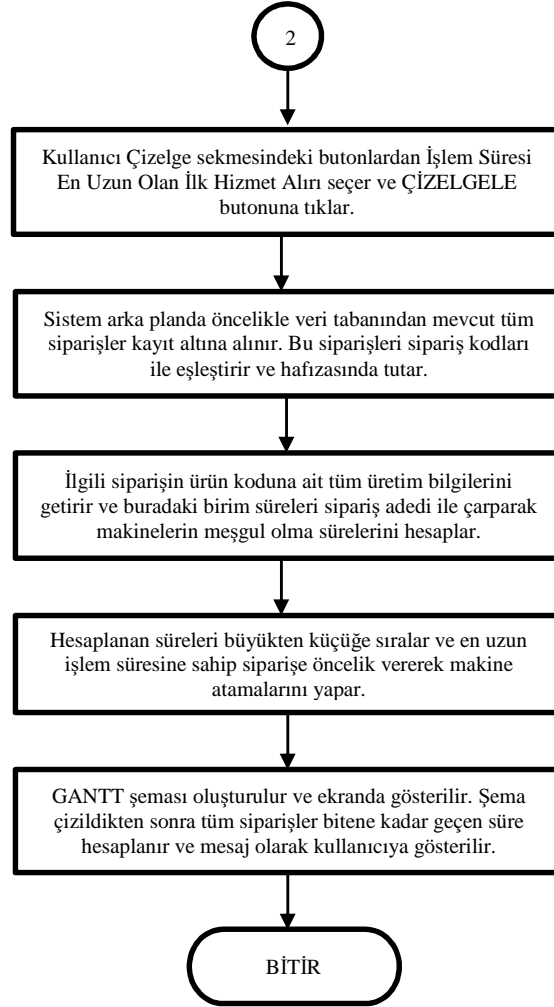 2
Kullanıcı Çizelge sekmesindeki butonlardan İşlem Süresi
En Uzun Olan İlk Hizmet Alırı seçer ve ÇİZELGELE
butonuna tıklar.
Sistem arka planda öncelikle veri tabanından mevcut tüm
siparişler kayıt altına alınır. Bu siparişleri sipariş kodları
ile eşleştirir ve hafızasında tutar.
İlgili siparişin ürün koduna ait tüm üretim bilgilerini
getirir ve buradaki birim süreleri sipariş adedi ile çarparak
makinelerin meşgul olma sürelerini hesaplar.
Hesaplanan süreleri büyükten küçüğe sıralar ve en uzun
işlem süresine sahip siparişe öncelik vererek makine
atamalarını yapar.
GANTT şeması oluşturulur ve ekranda gösterilir. Şema
çizildikten sonra tüm siparişler bitene kadar geçen süre
hesaplanır ve mesaj olarak kullanıcıya gösterilir.
BİTİR